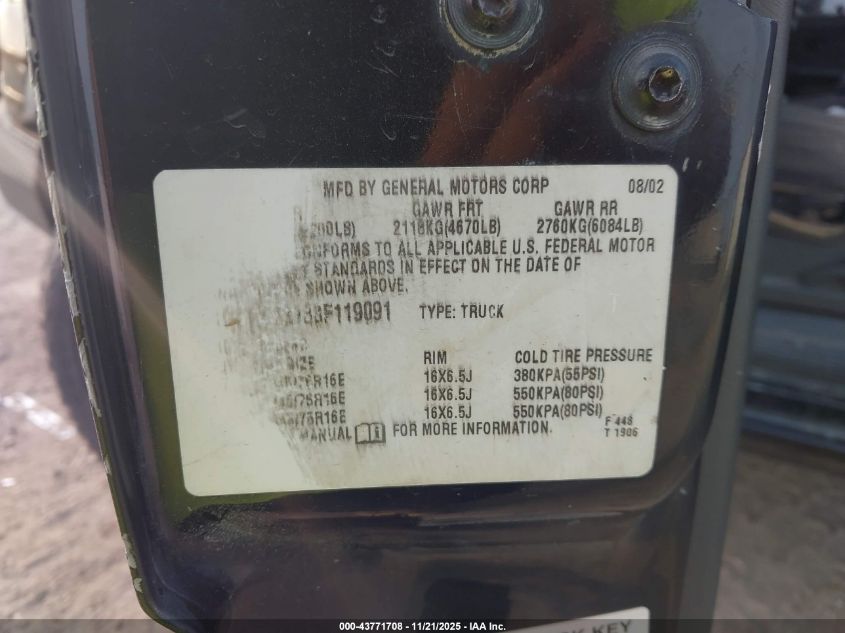 MFD BY GENERAL MOTORS CORP 08/02
GAWR FRT GAWR RR
2118KG(4670LB) 2760KG(6084LB)
TO ALL APPLICABLE U.S. FEDERAL MOTOR
STANDARDS IN EFFECT ON THE DATE OF
SHOWN ABOVE.
TYPE: TRUCK
SIZE RIM COLD TIRE PRESSURE
16X6.5J 380KPA(55PSI)
16X6.5J 550KPA(80PSI)
16X6.5J 550KPA(80PSI)
MANUAL FOR MORE INFORMATION.
F 448
T 1906
KEY
000-43771708 - 11/21/2025 - IAA Inc.